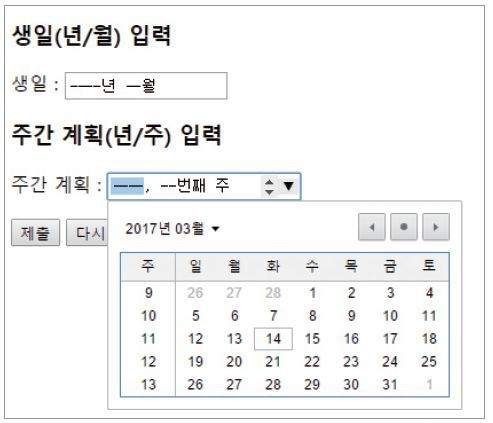 생일(년/월) 입력
생일 : ----년 --월
주간 계획(년/주) 입력
주간 계획 : ----, --번째 주
제출 다시
2017년 03월
주 일 월 화 수 목 금 토
9 26 27 28 1 2 3 4
10 5 6 7 8 9 10 11
11 12 13 14 15 16 17 18
12 19 20 21 22 23 24 25
13 26 27 28 29 30 31 1